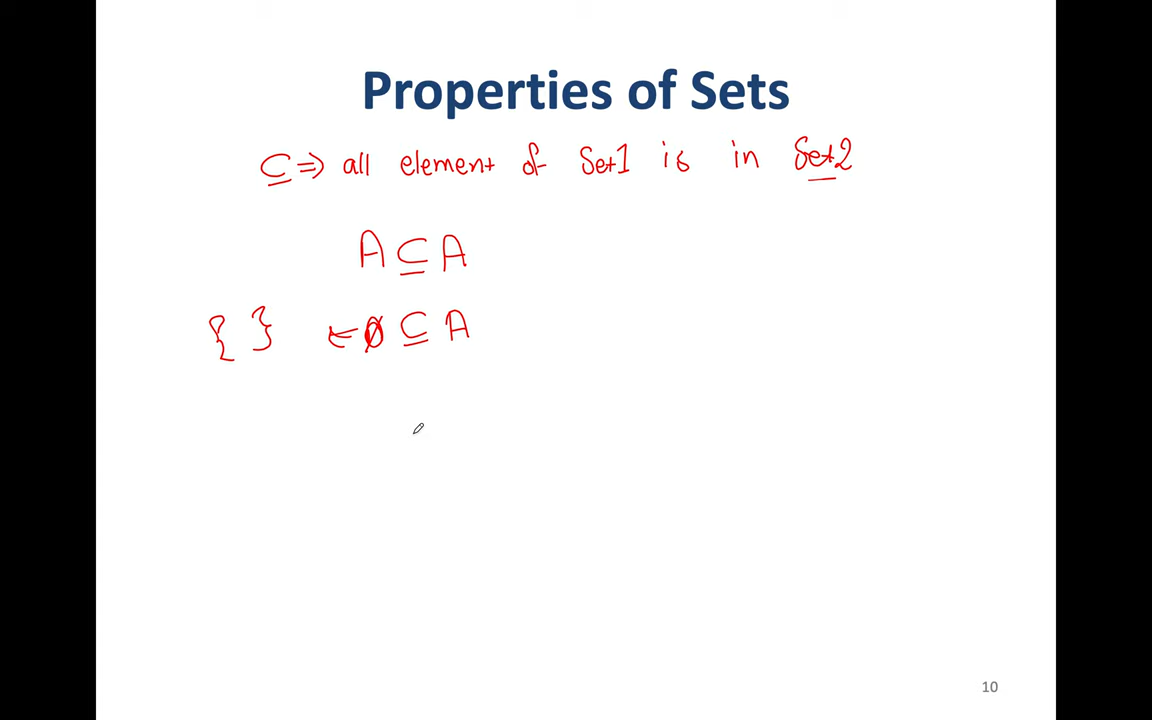 Properties of Sets
⊆ ⇒ all element of Set1 is in Set2
A ⊆ A
{ } ← ∅ ⊆ A
10